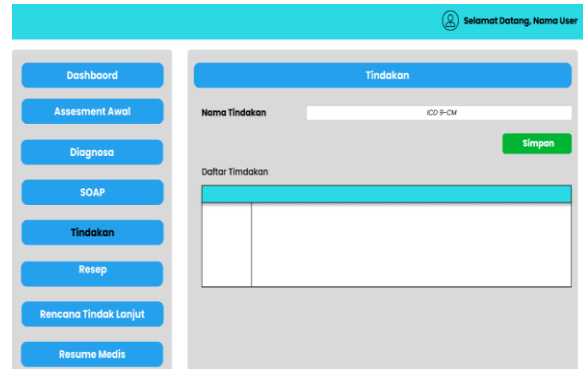 Selamat Datang, Nama User
Dashbaord
Assesment Awal
Diagnosa
SOAP
Tindakan
Resep
Rencana Tindak Lanjut
Resume Medis
Tindakan
Nama Tindakan
ICD 9-CM
Simpan
Daftar Timdakan